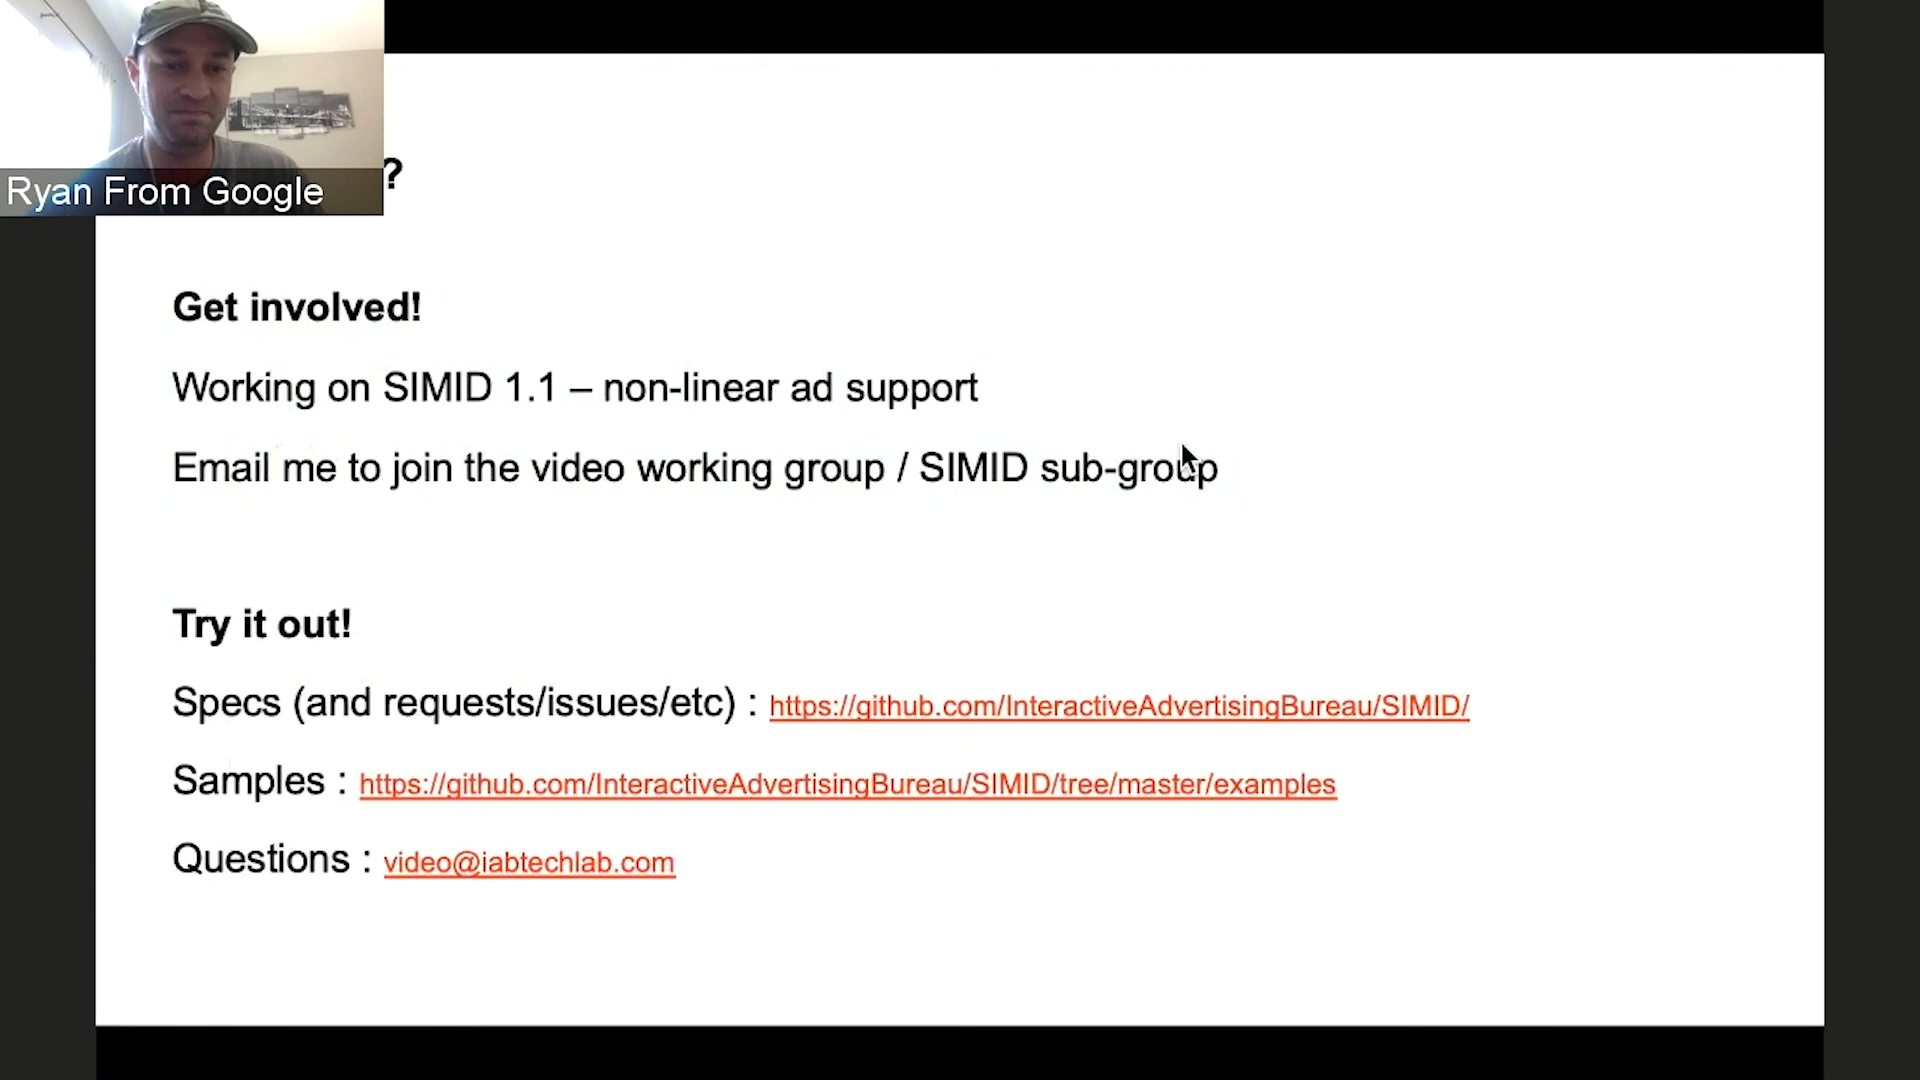 Ryan From Google
?
Get involved!
Working on SIMID 1.1 – non-linear ad support
Email me to join the video working group / SIMID sub-group
Try it out!
Specs (and requests/issues/etc) : https://github.com/InteractiveAdvertisingBureau/SIMID/
Samples : https://github.com/InteractiveAdvertisingBureau/SIMID/tree/master/examples
Questions : video@iabtechlab.com